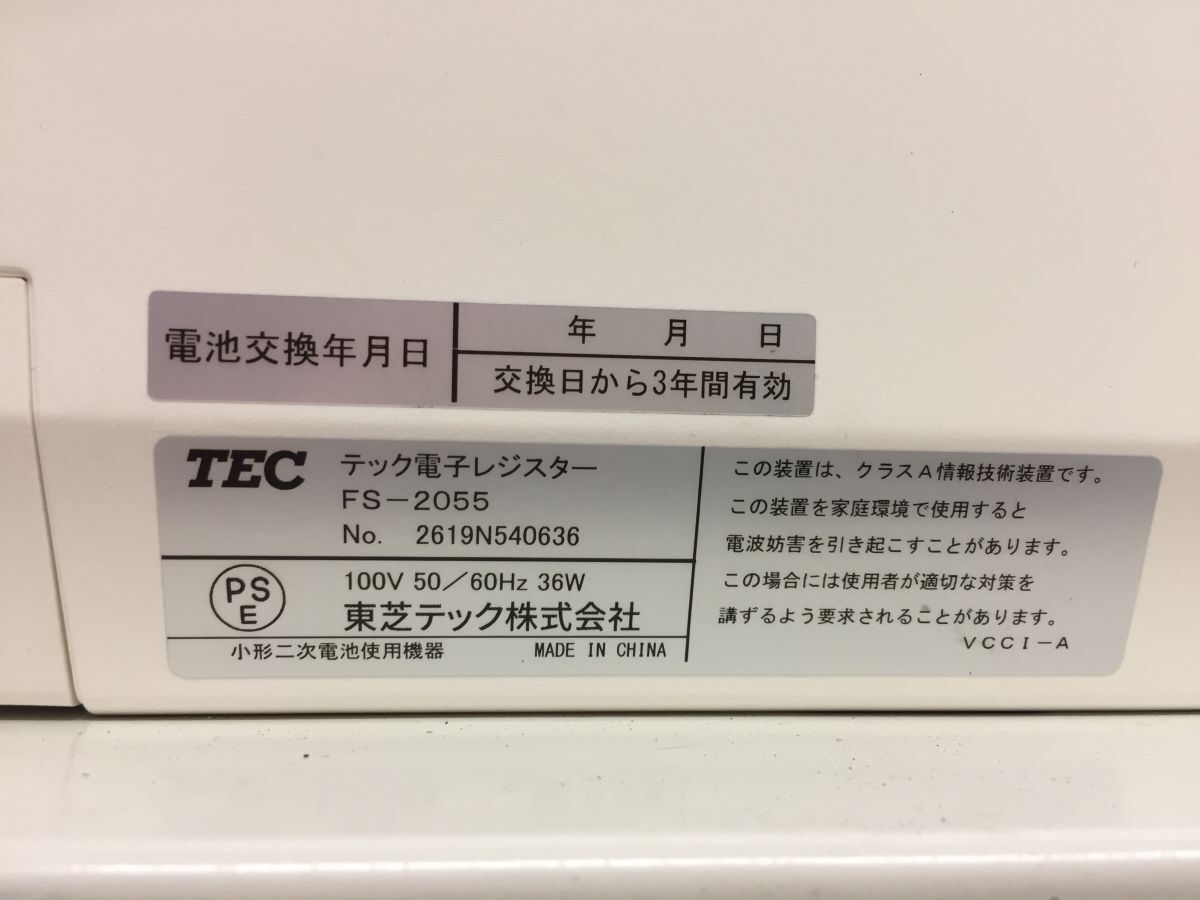 電池交換年月日
年 月 日
交換日から3年間有効
TEC テック電子レジスター
FS-2055
No. 2619N540636
PS
E
100V 50/60Hz 36W
東芝テック株式会社
小形二次電池使用機器 MADE IN CHINA
この装置は、クラスA情報技術装置です。
この装置を家庭環境で使用すると
電波妨害を引き起こすことがあります。
この場合には使用者が適切な対策を
講ずるよう要求されることがあります。
VCCI-A